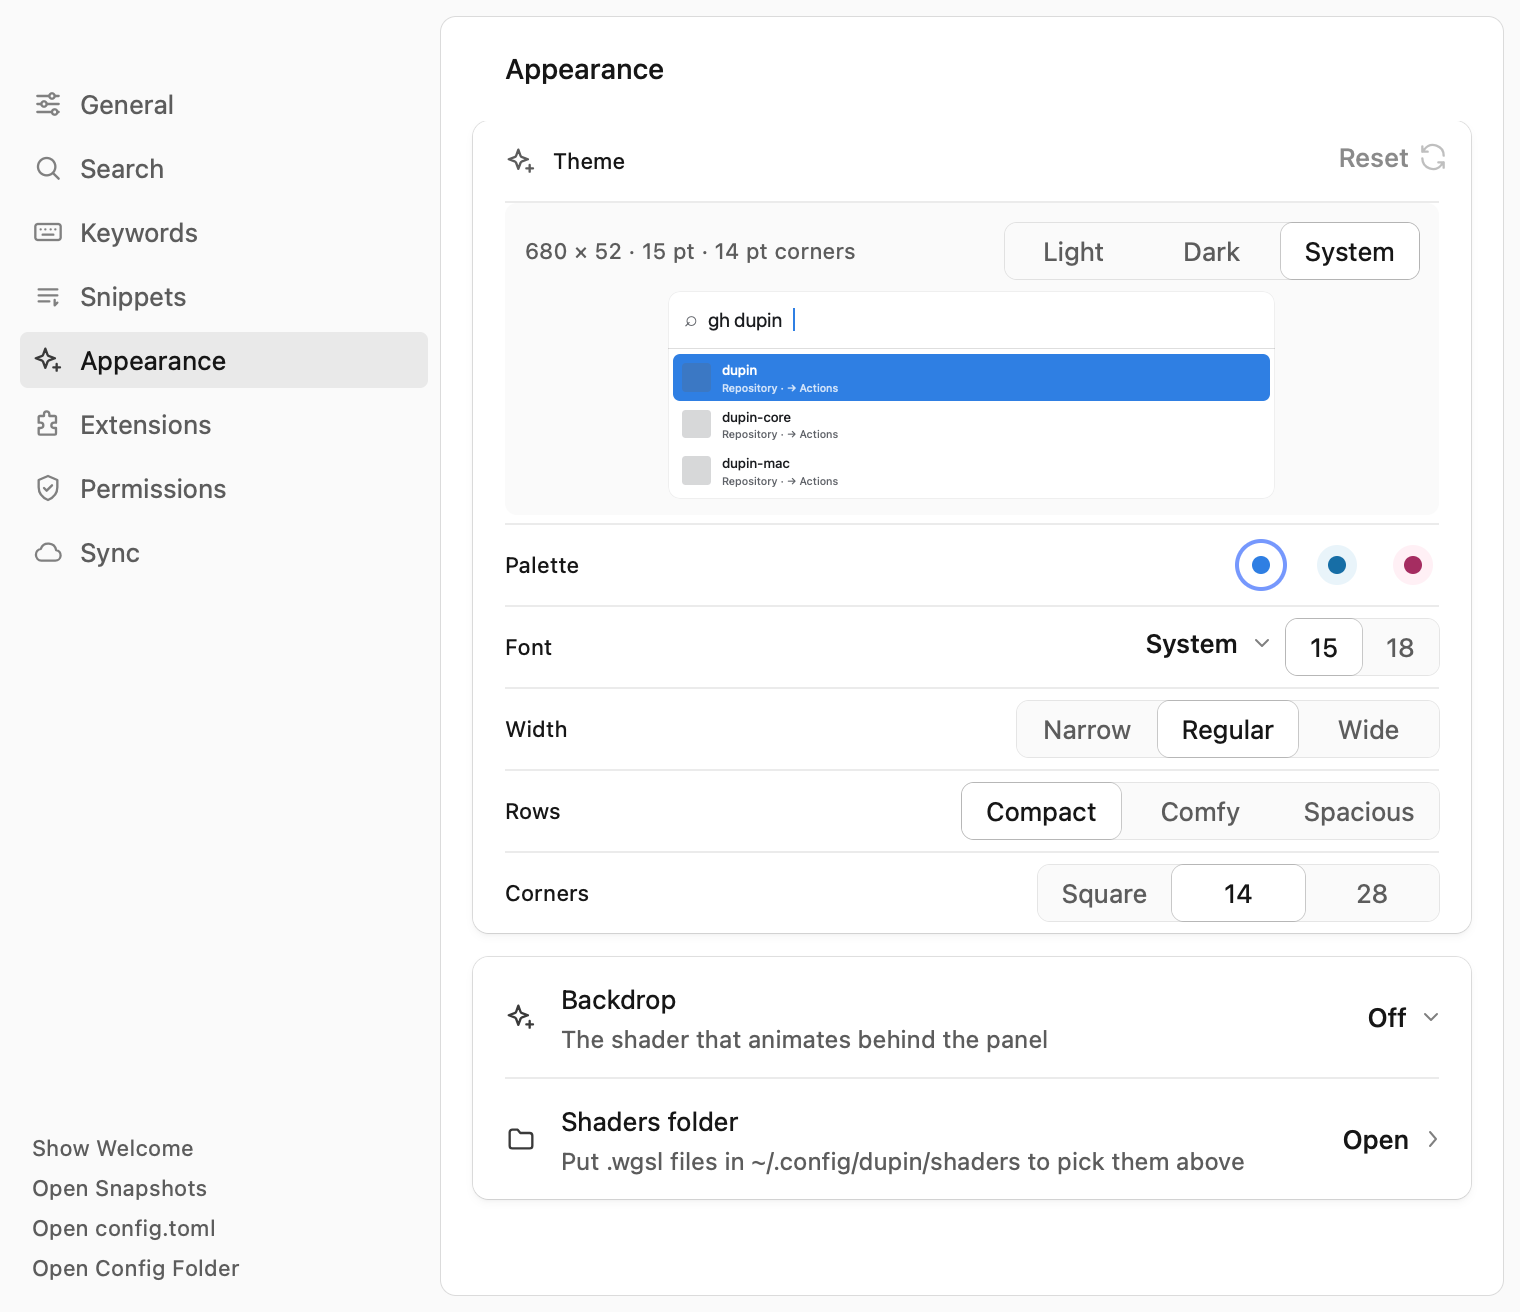 General
Search
Keywords
Snippets
Appearance
Extensions
Permissions
Sync
Show Welcome
Open Snapshots
Open config.toml
Open Config Folder
Appearance
Theme
Reset
680 × 52 · 15 pt · 14 pt corners
Light Dark System
gh dupin
dupin
Repository · → Actions
dupin-core
Repository · → Actions
dupin-mac
Repository · → Actions
Palette
Font
System 15 18
Width
Narrow Regular Wide
Rows
Compact Comfy Spacious
Corners
Square 14 28
Backdrop
The shader that animates behind the panel
Off
Shaders folder
Put .wgsl files in ~/.config/dupin/shaders to pick them above
Open